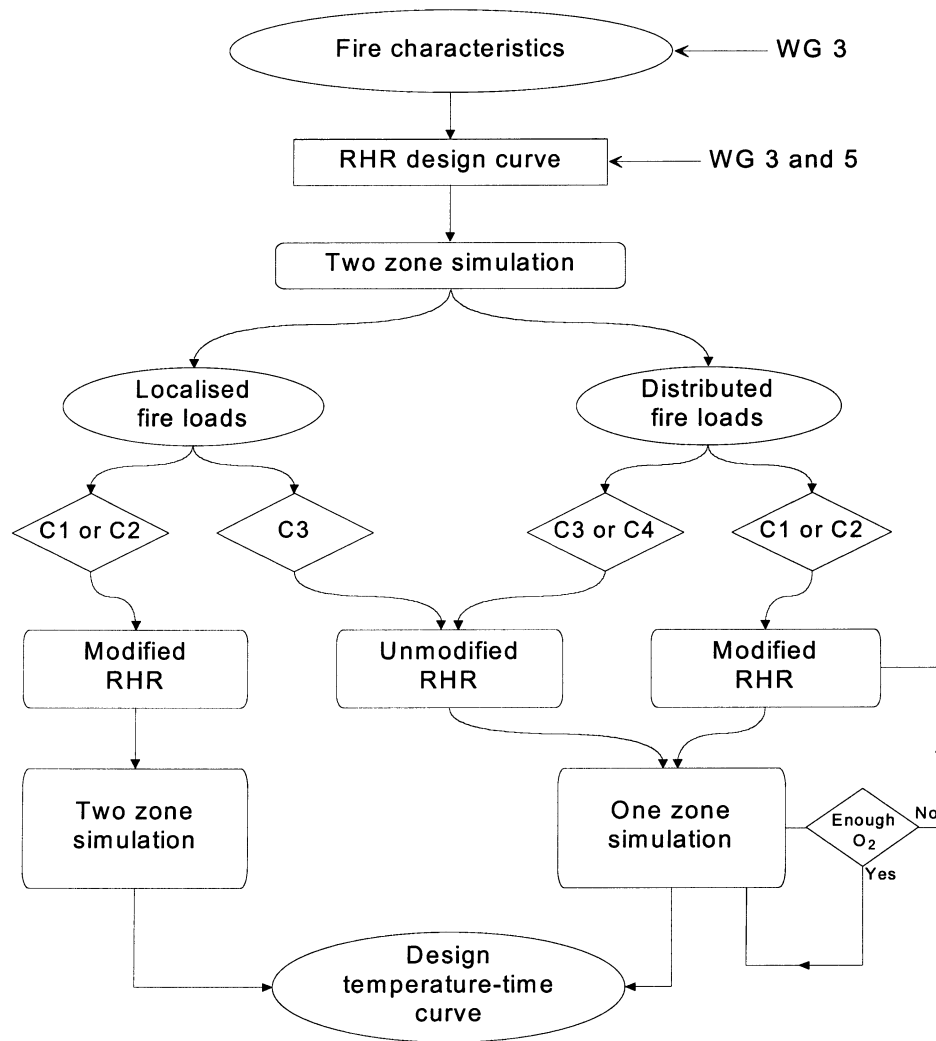 Fire characteristics
WG 3
RHR design curve
WG 3 and 5
Two zone simulation
Localised
fire loads
Distributed
fire loads
C1 or C2
C3
C3 or C4
C1 or C2
Modified
RHR
Unmodified
RHR
Modified
RHR
Two zone
simulation
One zone
simulation
Enough
O₂
No
Yes
Design
temperature-time
curve